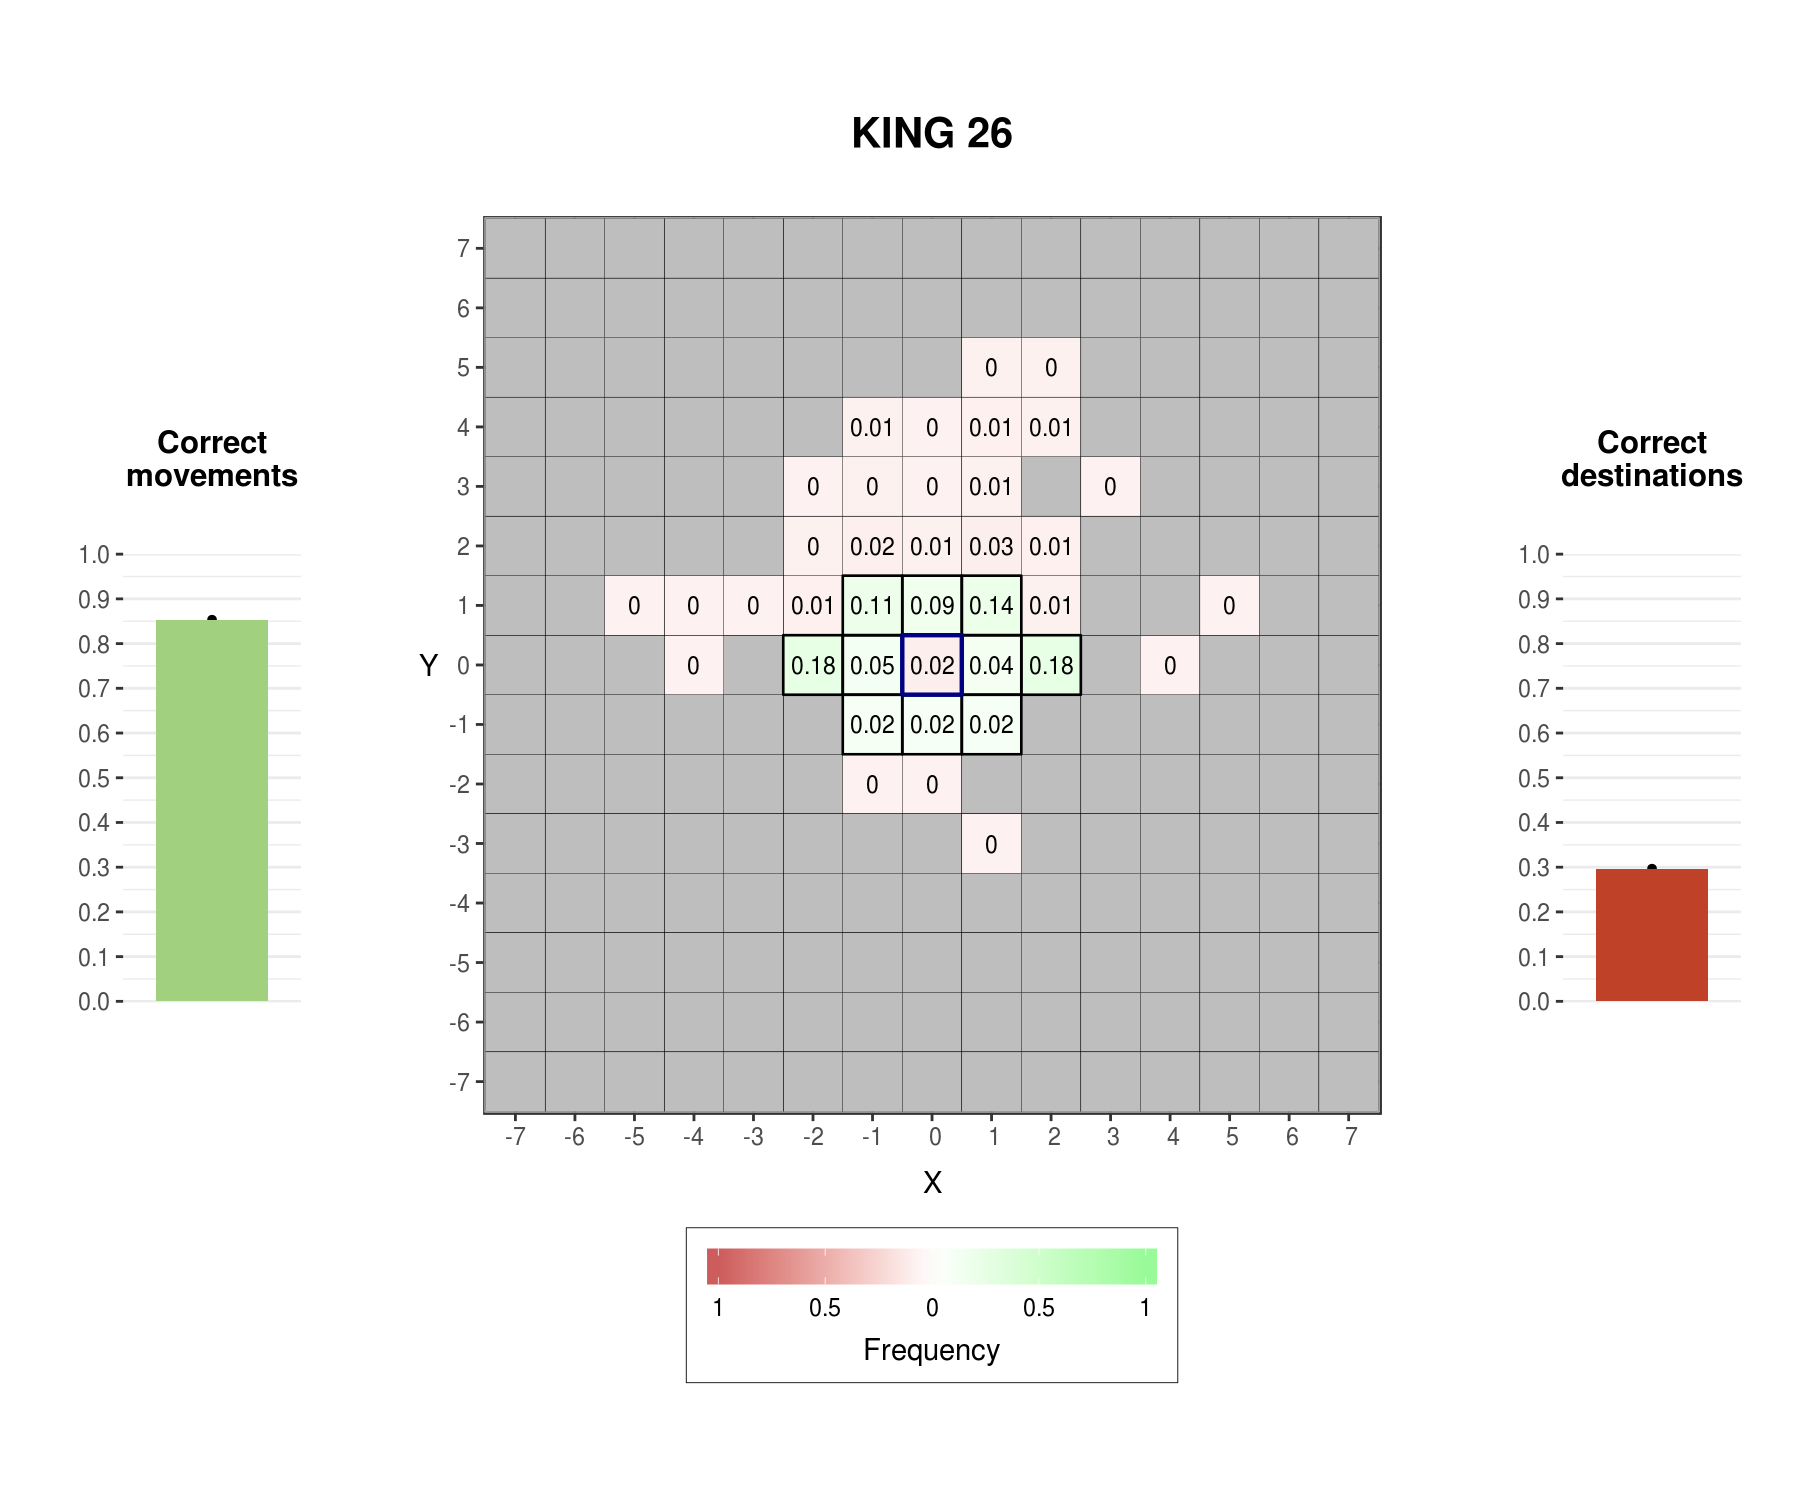 KING 26
Correct
movements
1.0
0.9
0.8
0.7
0.6
0.5
0.4
0.3
0.2
0.1
0.0
Y
7
6
5 0 0
4 0.01 0 0.01 0.01
3 0 0 0 0.01 0
2 0 0.02 0.01 0.03 0.01
1 0 0 0 0.01 0.11 0.09 0.14 0.01 0
0 0 0.18 0.05 0.02 0.04 0.18 0
-1 0.02 0.02 0.02
-2 0 0
-3 0
-4
-5
-6
-7
-7 -6 -5 -4 -3 -2 -1 0 1 2 3 4 5 6 7
X
1 0.5 0 0.5 1
Frequency
Correct
destinations
1.0
0.9
0.8
0.7
0.6
0.5
0.4
0.3
0.2
0.1
0.0